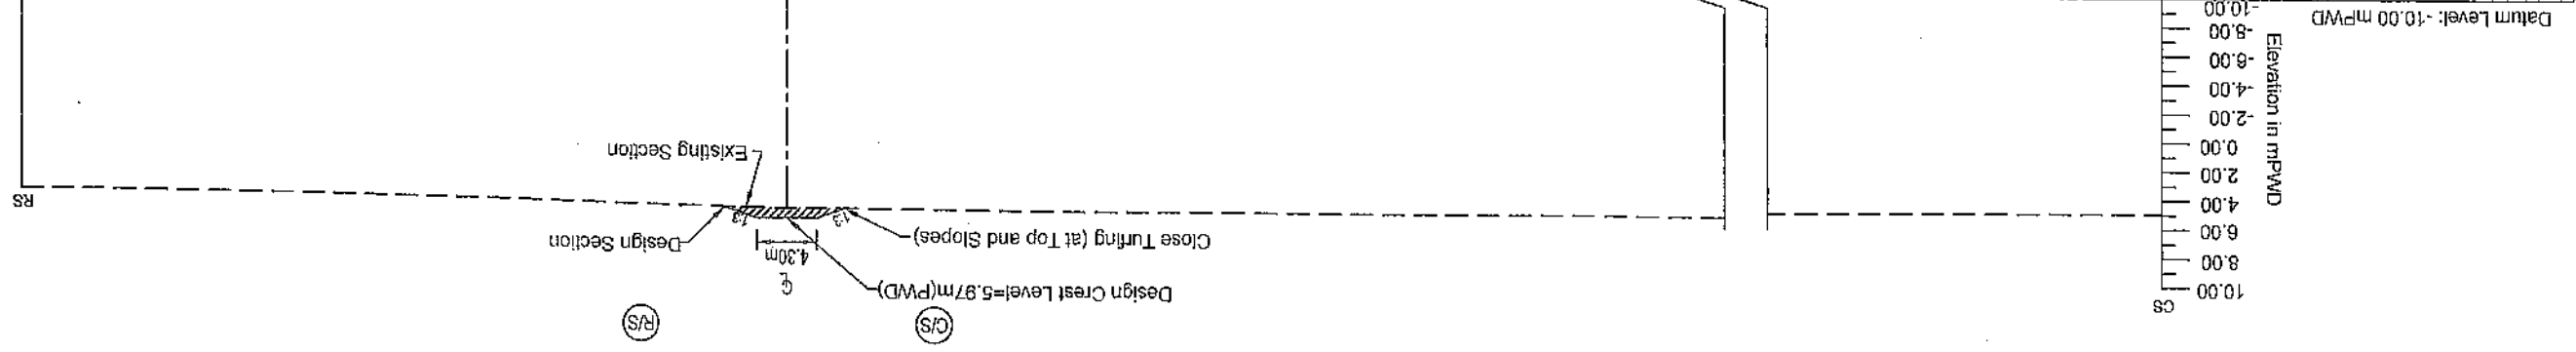 CS
C/S
R/S
Design Crest Level=5.97m(PWD)
℄
4.30m
Close Turfing (at Top and Slopes)
Design Section
1:3
1:3
Existing Section
RS
Elevation in mPWD
10.00
8.00
6.00
4.00
2.00
0.00
-2.00
-4.00
-6.00
-8.00
-10.00
Datum Level: -10.00 mPWD